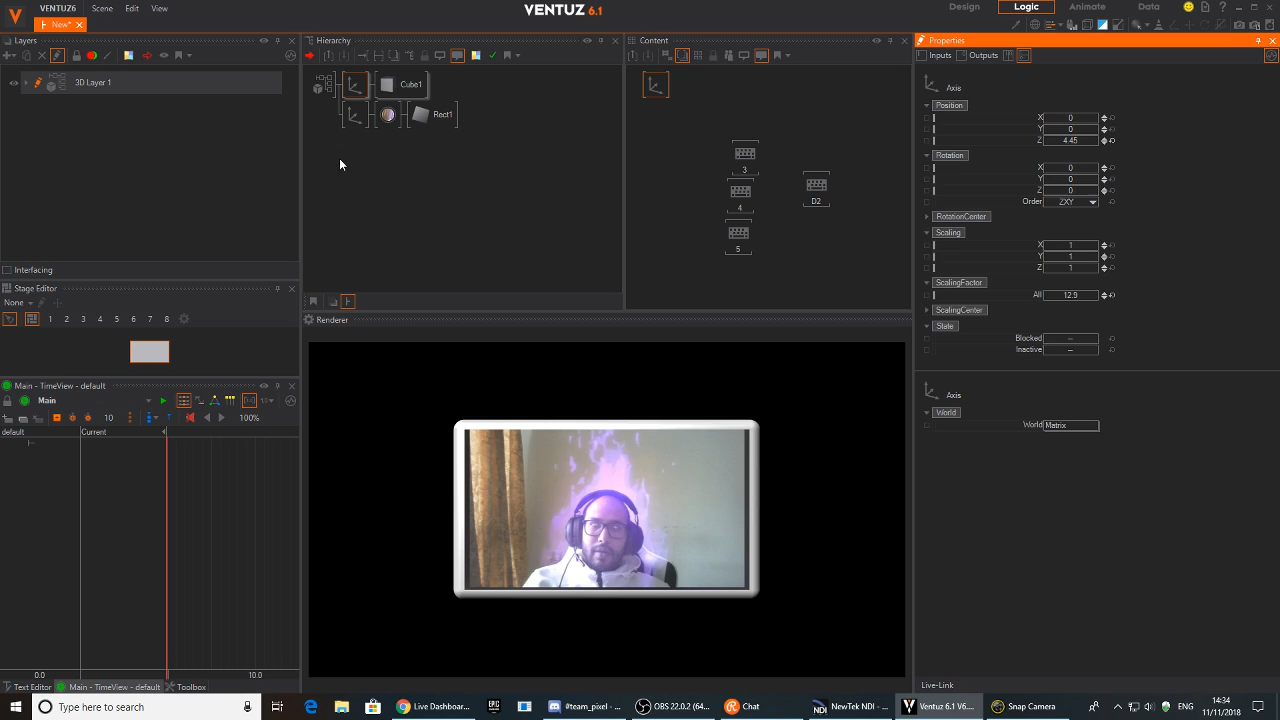 VENTUZ6 Scene Edit View
VENTUZ 6.1
Design Logic Animate Data
New*
Layers
Hierarchy
Content
Properties
Inputs Outputs
3D Layer 1
Cube1
Rect1
3
4
5
D2
Axis
Position
X 0
Y 0
Z 4.45
Rotation
X 0
Y 0
Z 0
Order ZXY
RotationCenter
Scaling
X 1
Y 1
Z 1
ScalingFactor
All 12.9
ScalingCenter
State
Blocked –
Inactive –
Axis
World
World Matrix
Interfacing
Stage Editor
None
1 2 3 4 5 6 7 8
Renderer
Main - TimeView - default
Main
10 100%
default Current
0.0 10.0
Text Editor Main - TimeView - default Toolbox
Live-Link
Type here to search
Live Dashboar...
#team_pixel - ...
OBS 22.0.2 (64...
Chat
NewTek NDI - ...
Ventuz 6.1 V6....
Snap Camera
ENG
14:34
11/11/2018